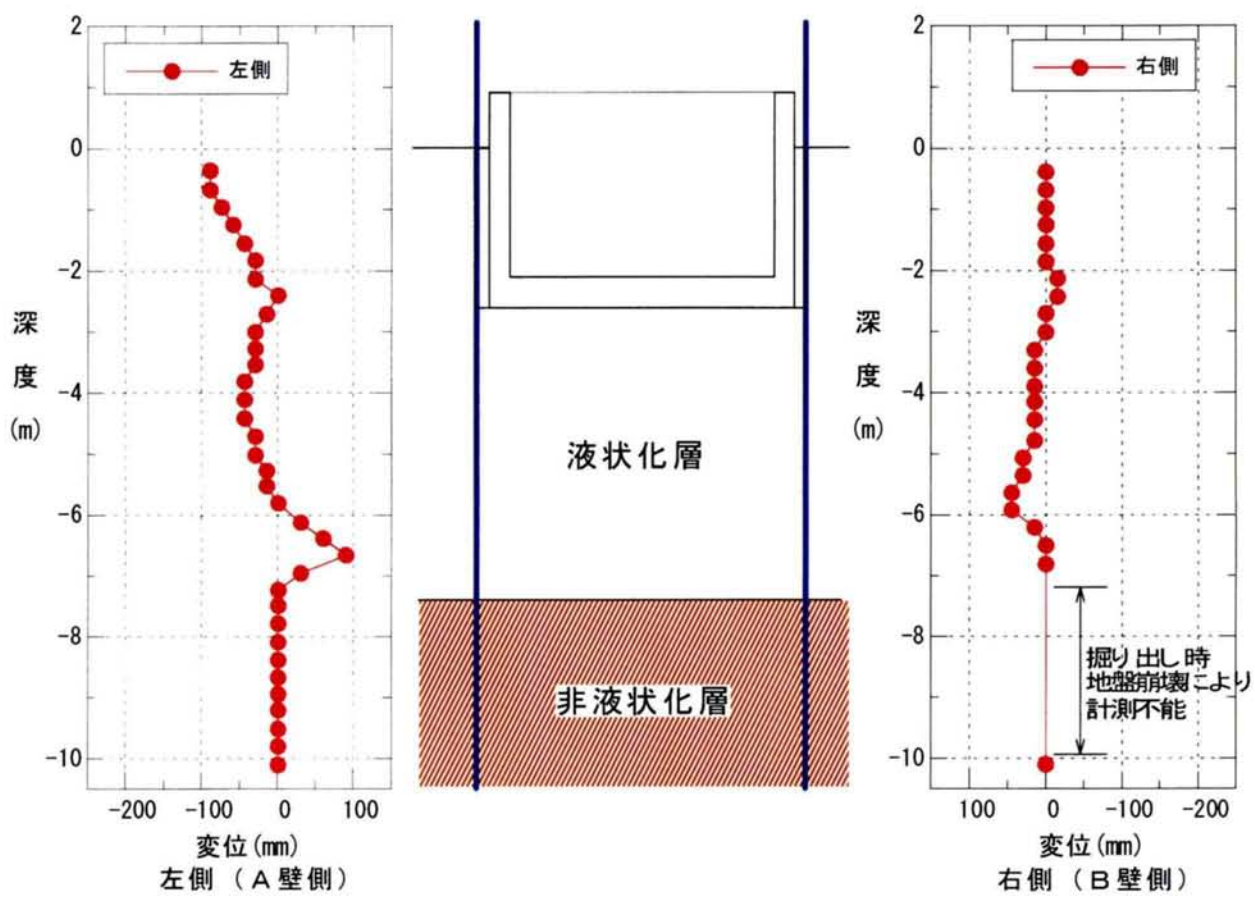 2
0
-2
-4
-6
-8
-10
深度(m)
左側
-200 -100 0 100
変位(mm)
左側（A壁側）
液状化層
非液状化層
2
0
-2
-4
-6
-8
-10
深度(m)
右側
掘り出し時
地盤崩壊により
計測不能
100 0 -100 -200
変位(mm)
右側（B壁側）